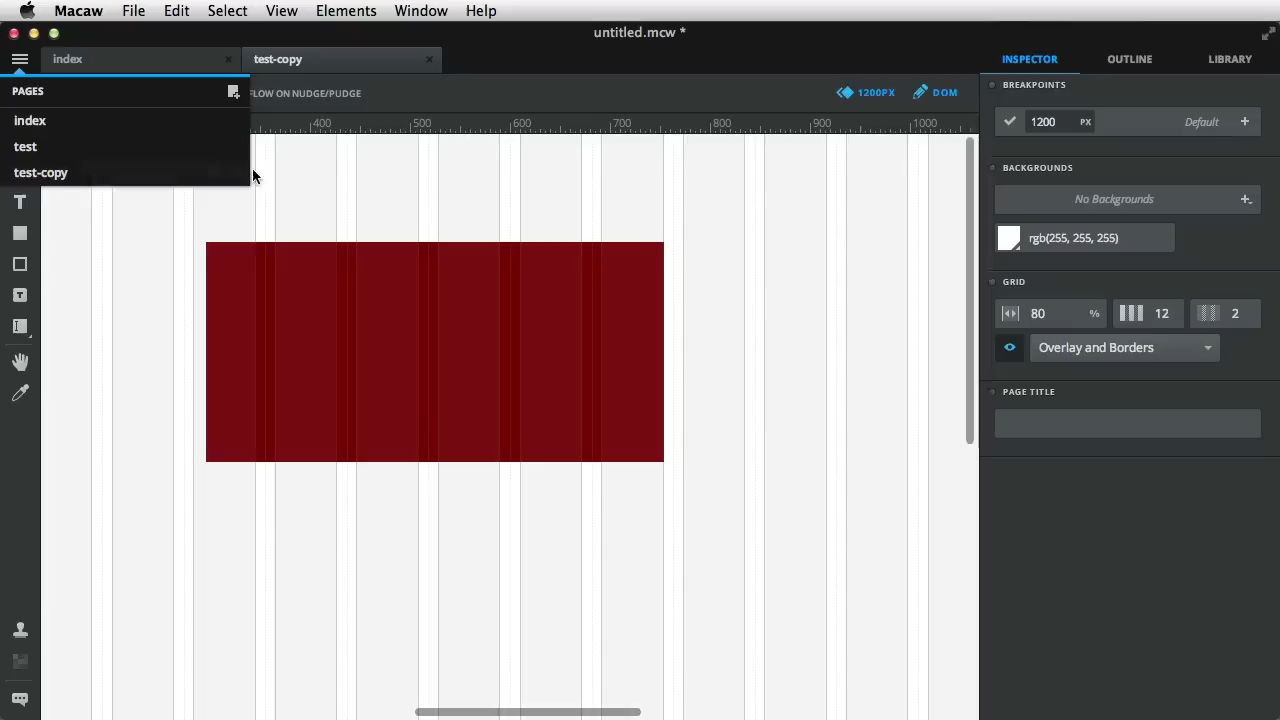 Macaw File Edit Select View Elements Window Help
untitled.mcw *
index test-copy INSPECTOR OUTLINE LIBRARY
PAGES FLOW ON NUDGE/PUDGE 1200PX DOM
index
test
test-copy
400 500 600 700 800 900 1000
T
T
BREAKPOINTS
1200 PX Default +
BACKGROUNDS
No Backgrounds +
rgb(255, 255, 255)
GRID
80 % 12 2
Overlay and Borders
PAGE TITLE